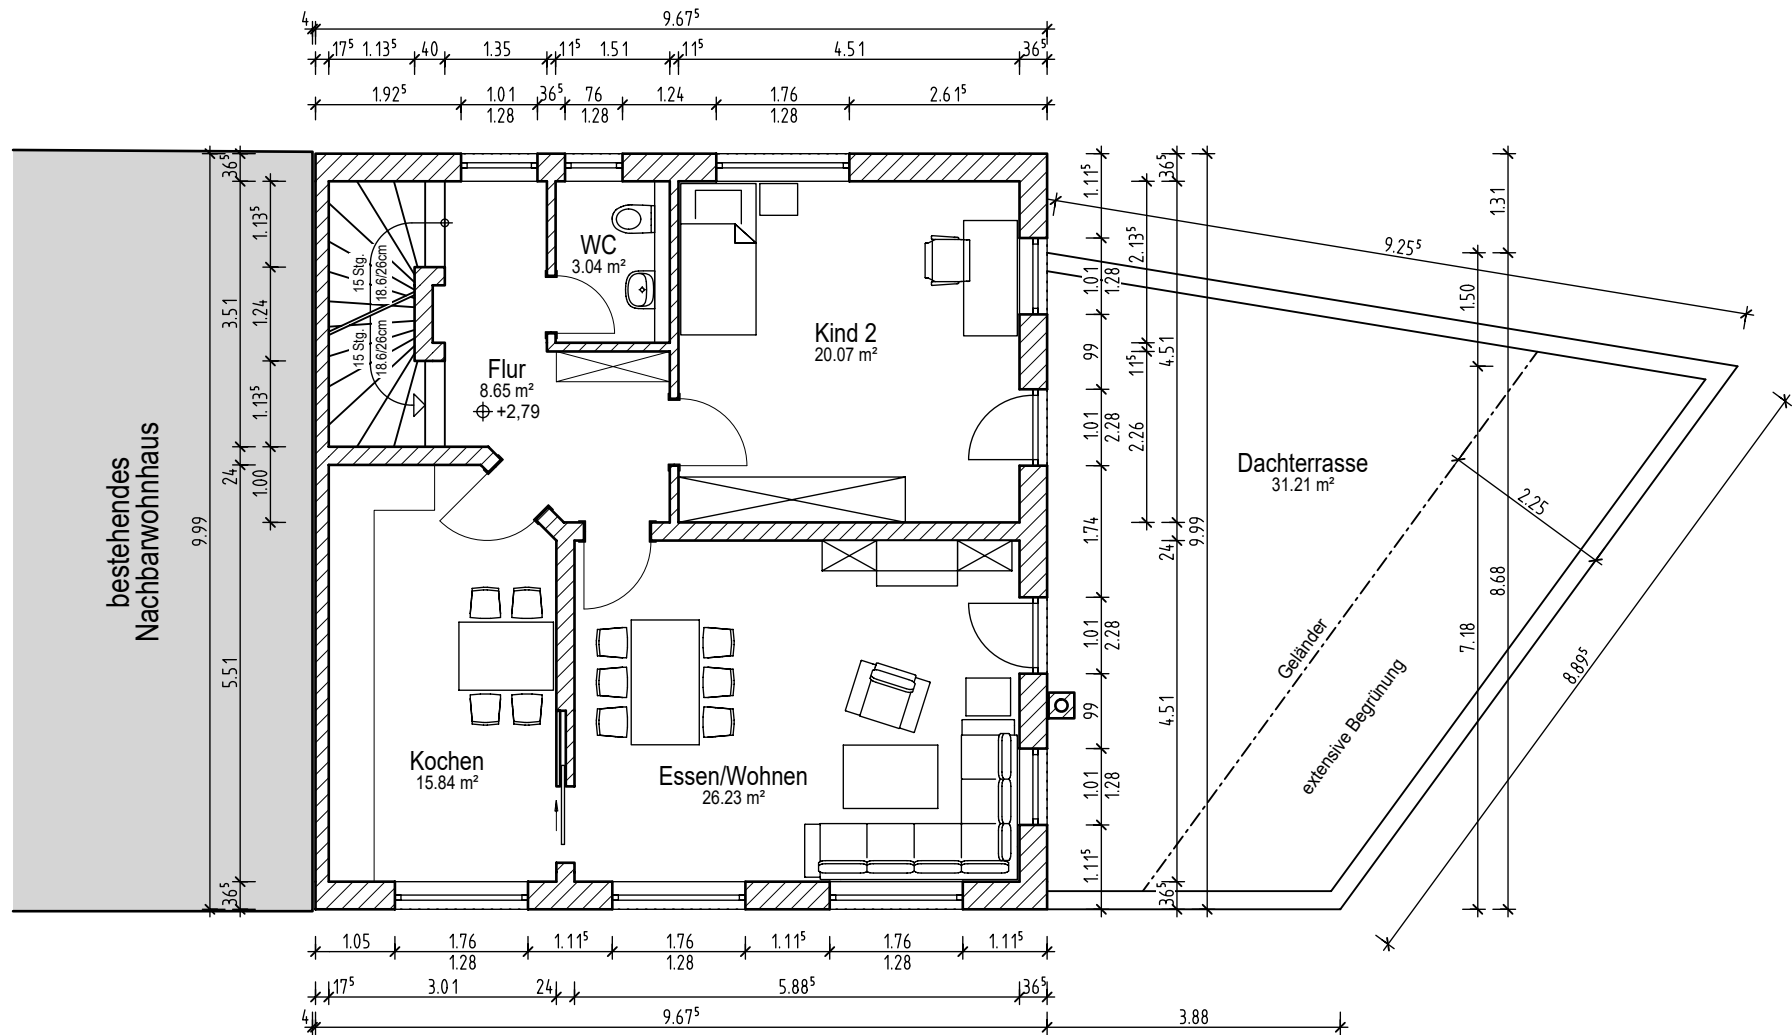 4 9.67⁵
17⁵ 1.13⁵ 40 1.35 11⁵ 1.51 11⁵ 4.51 36⁵
1.92⁵ 1.01 36⁵ 76 1.24 1.76 2.61⁵
1.28 1.28 1.28
bestehendes
Nachbarwohnhaus
9.99
36⁵
3.51
24
5.51
36⁵
1.13⁵
1.24
1.13⁵
1.00
15 Stg.
18.6/26cm
15 Stg.
18.6/26cm
WC
3.04 m²
Flur
8.65 m²
+2,79
Kind 2
20.07 m²
Kochen
15.84 m²
Essen/Wohnen
26.23 m²
1.11⁵
1.01
1.28
99
1.01
2.28
1.74
1.01
2.28
99
1.01
1.28
1.11⁵
2.13⁵
11⁵
2.26
36⁵
4.51
24
4.51
36⁵
9.99
Dachterrasse
31.21 m²
Geländer
extensive Begrünung
9.25⁵
2.25
8.89⁵
1.50
7.18
1.31
8.68
1.05 1.76 1.11⁵ 1.76 1.11⁵ 1.76 1.11⁵
1.28 1.28 1.28
17⁵ 3.01 24 5.88⁵ 36⁵
4 9.67⁵ 3.88